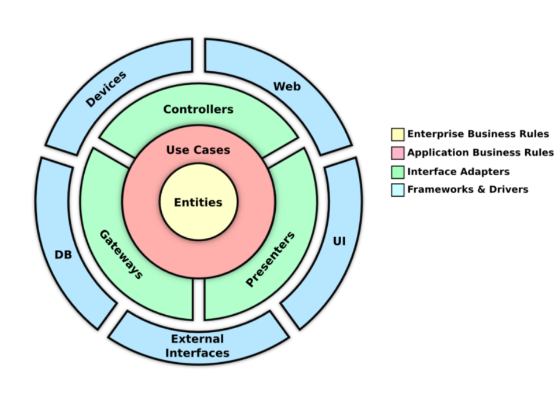 Devices
Web
Controllers
Use Cases
Entities
Gateways
Presenters
DB
UI
External
Interfaces
Enterprise Business Rules
Application Business Rules
Interface Adapters
Frameworks & Drivers